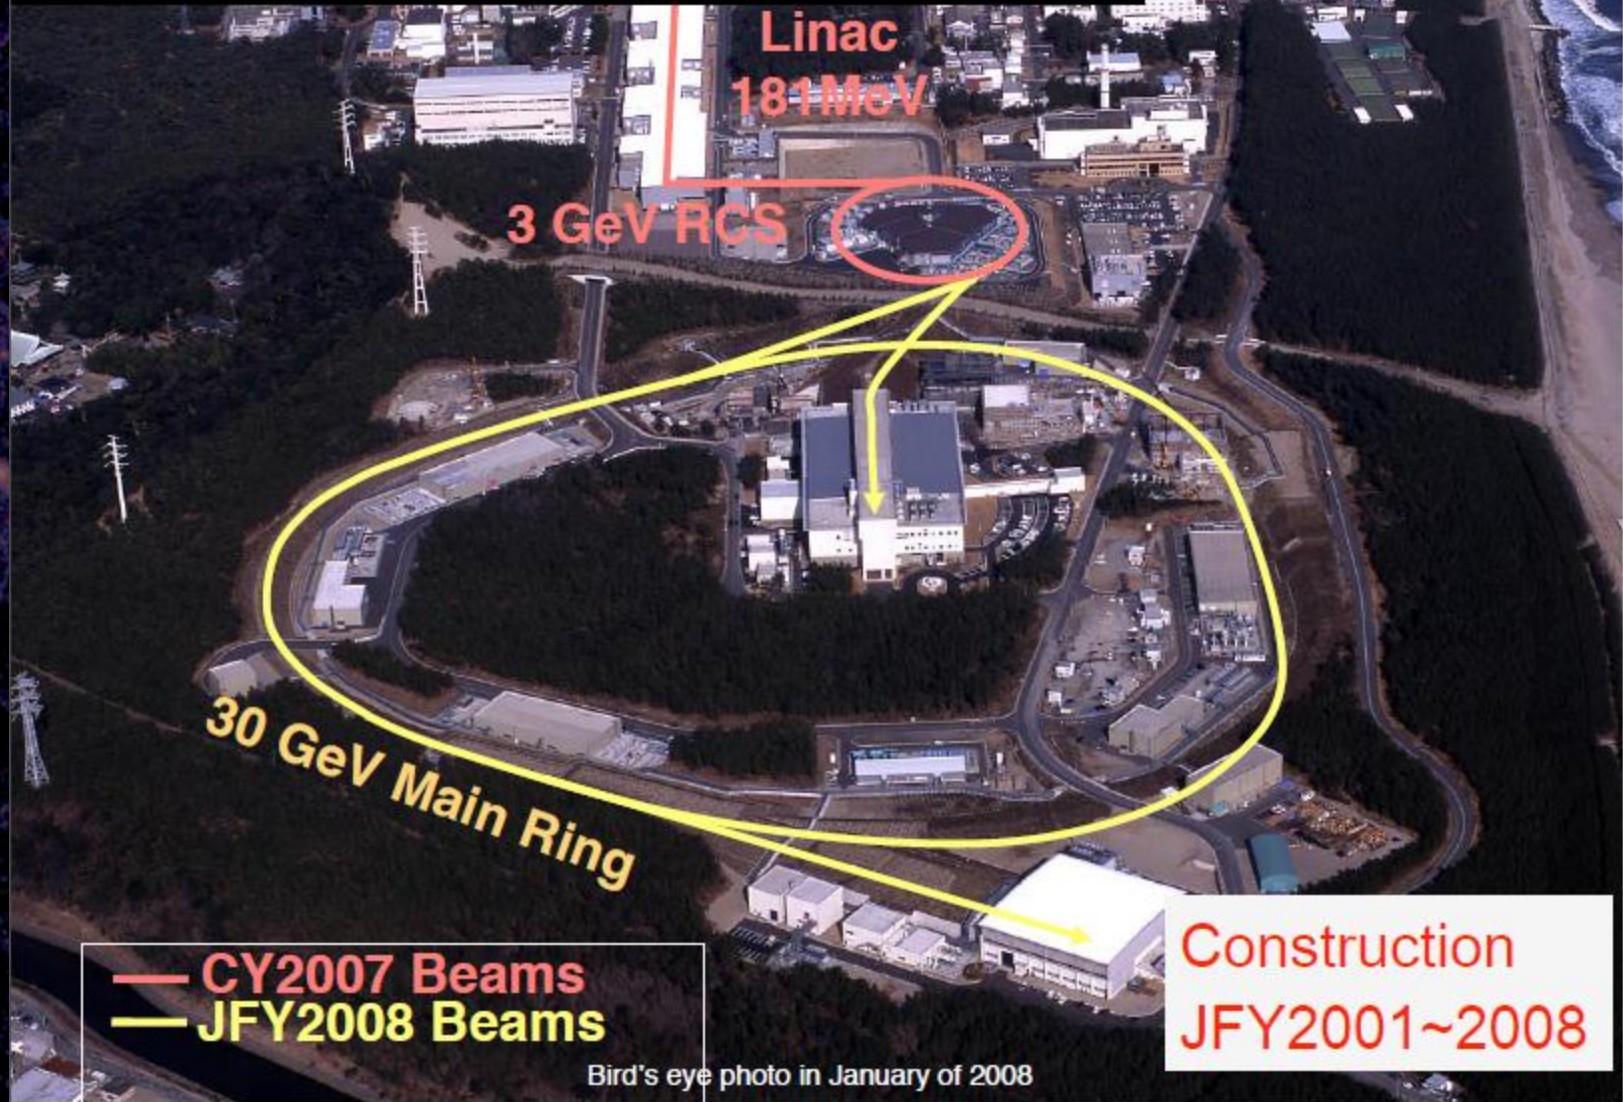 Linac
181MeV
3 GeV RCS
30 GeV Main Ring
CY2007 Beams
JFY2008 Beams
Construction
JFY2001~2008
Bird's eye photo in January of 2008